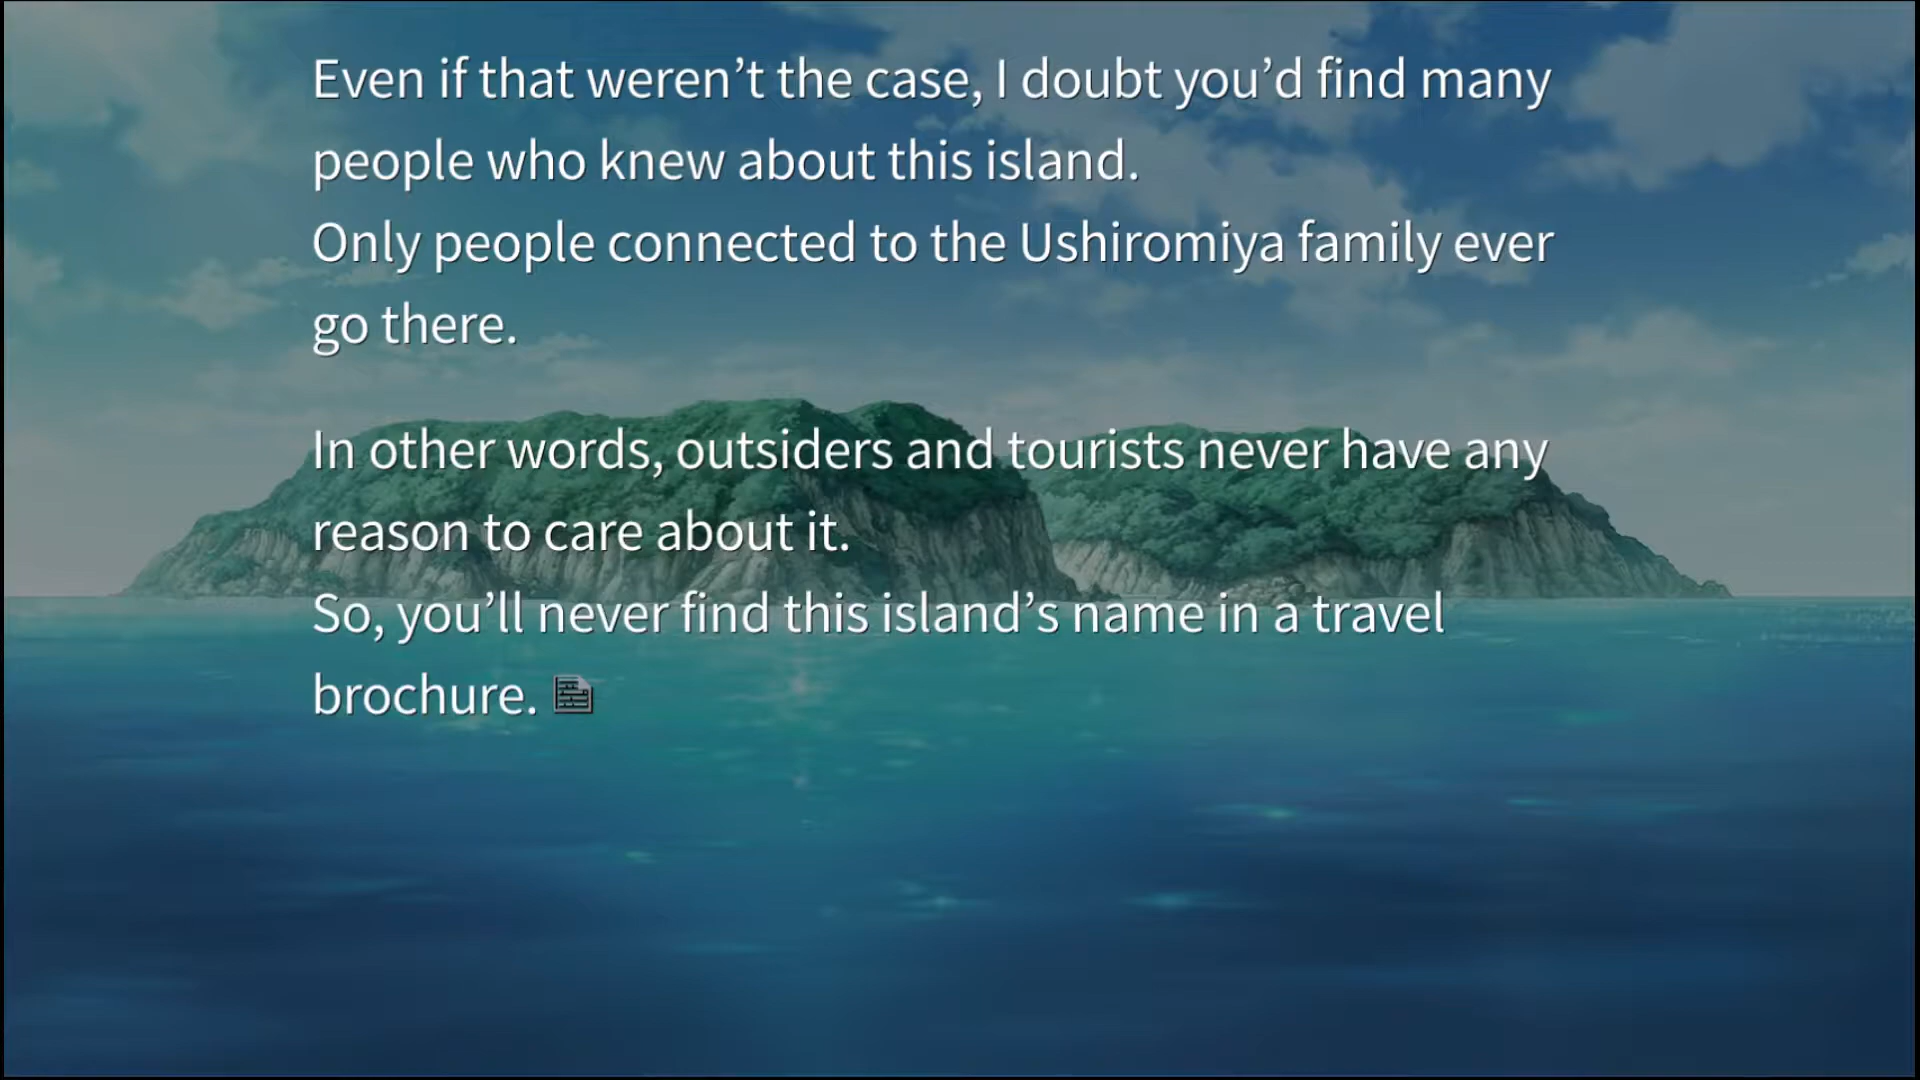 Even if that weren’t the case, I doubt you’d find many
people who knew about this island.
Only people connected to the Ushiromiya family ever
go there.
In other words, outsiders and tourists never have any
reason to care about it.
So, you’ll never find this island’s name in a travel
brochure.